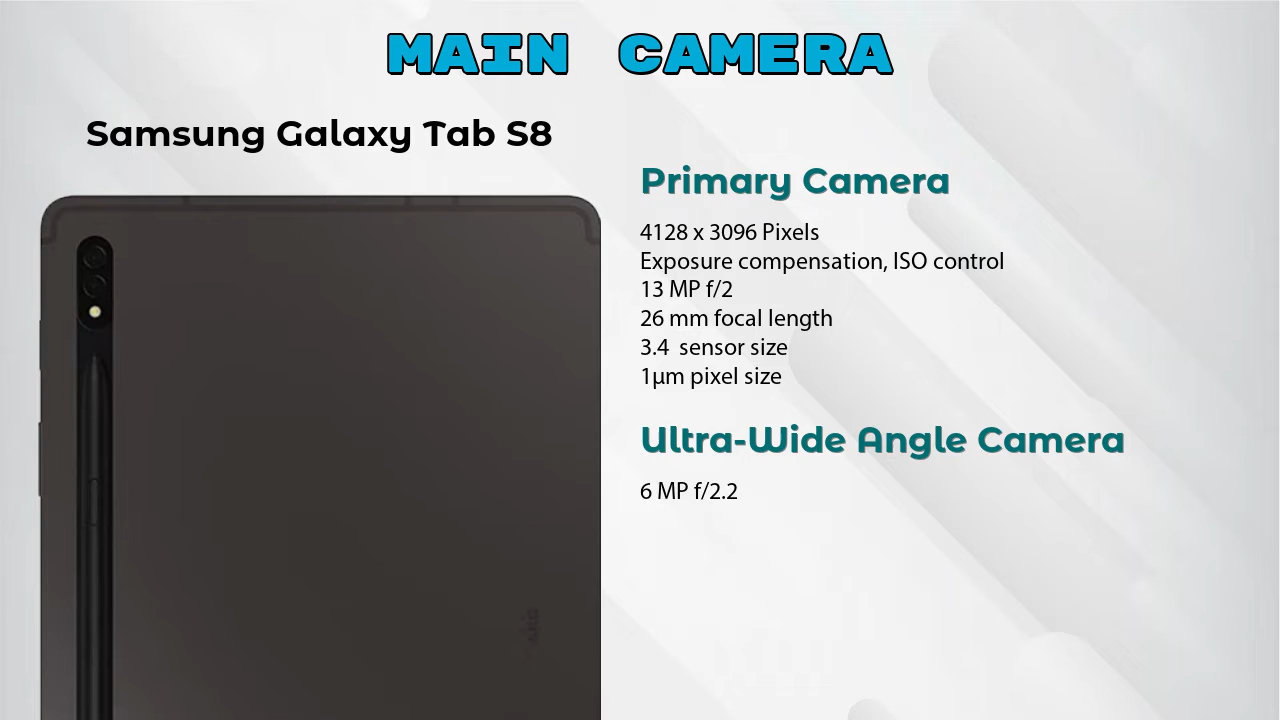 MAIN CAMERA
Samsung Galaxy Tab S8
Primary Camera
4128 x 3096 Pixels
Exposure compensation, ISO control
13 MP f/2
26 mm focal length
3.4  sensor size
1µm pixel size
Ultra-Wide Angle Camera
6 MP f/2.2